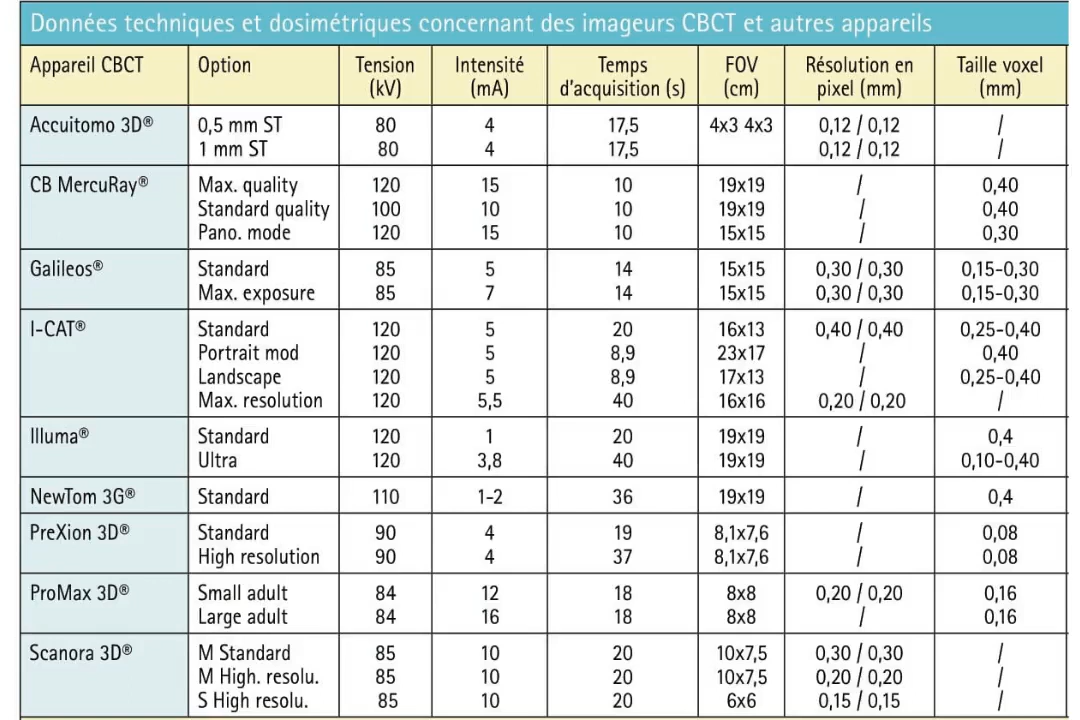 Données techniques et dosimétriques concernant des imageurs CBCT et autres appareils
Appareil CBCT Option Tension (kV) Intensité (mA) Temps d'acquisition (s) FOV (cm) Résolution en pixel (mm) Taille voxel (mm)
Accuitomo 3D® 0,5 mm ST 80 4 17,5 4x3 4x3 0,12 / 0,12 /
1 mm ST 80 4 17,5 0,12 / 0,12 /
CB MercuRay® Max. quality 120 15 10 19x19 / 0,40
Standard quality 100 10 10 19x19 / 0,40
Pano. mode 120 15 10 15x15 / 0,30
Galileos® Standard 85 5 14 15x15 0,30 / 0,30 0,15-0,30
Max. exposure 85 7 14 15x15 0,30 / 0,30 0,15-0,30
I-CAT® Standard 120 5 20 16x13 0,40 / 0,40 0,25-0,40
Portrait mod 120 5 8,9 23x17 / 0,40
Landscape 120 5 8,9 17x13 / 0,25-0,40
Max. resolution 120 5,5 40 16x16 0,20 / 0,20 /
Illuma® Standard 120 1 20 19x19 / 0,4
Ultra 120 3,8 40 19x19 / 0,10-0,40
NewTom 3G® Standard 110 1-2 36 19x19 / 0,4
PreXion 3D® Standard 90 4 19 8,1x7,6 / 0,08
High resolution 90 4 37 8,1x7,6 / 0,08
ProMax 3D® Small adult 84 12 18 8x8 0,20 / 0,20 0,16
Large adult 84 16 18 8x8 / 0,16
Scanora 3D® M Standard 85 10 20 10x7,5 0,30 / 0,30 /
M High. resolu. 85 10 20 10x7,5 0,20 / 0,20 /
S High resolu. 85 10 20 6x6 0,15 / 0,15 /